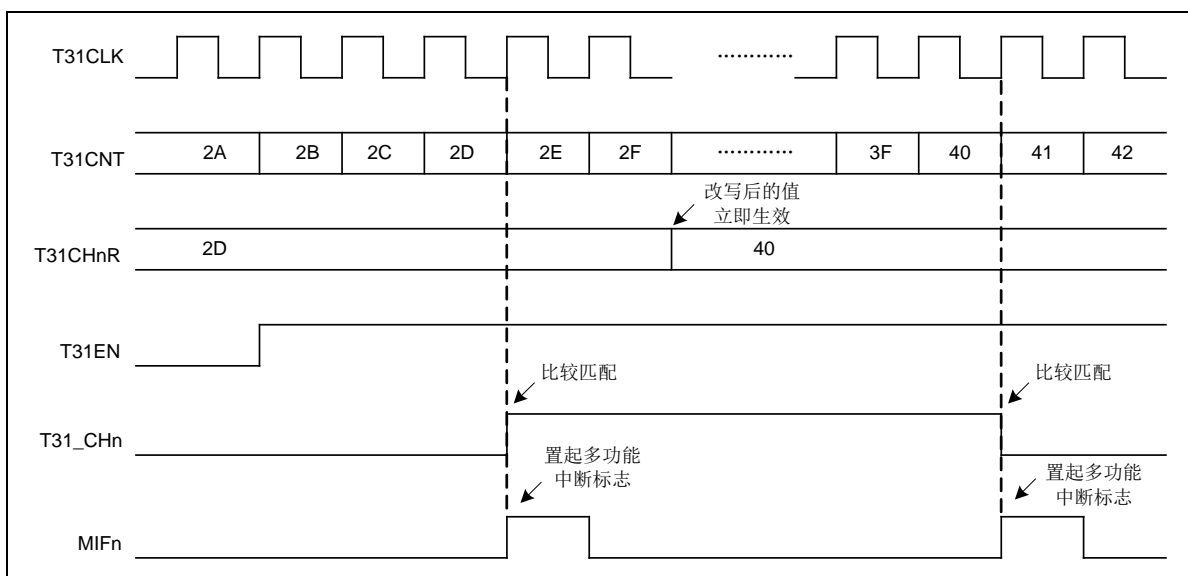 T31CLK
…………
T31CNT
2A 2B 2C 2D 2E 2F ………… 3F 40 41 42
改写后的值
立即生效
T31CHnR
2D 40
T31EN
比较匹配
比较匹配
T31_CHn
置起多功能
中断标志
置起多功能
中断标志
MIFn